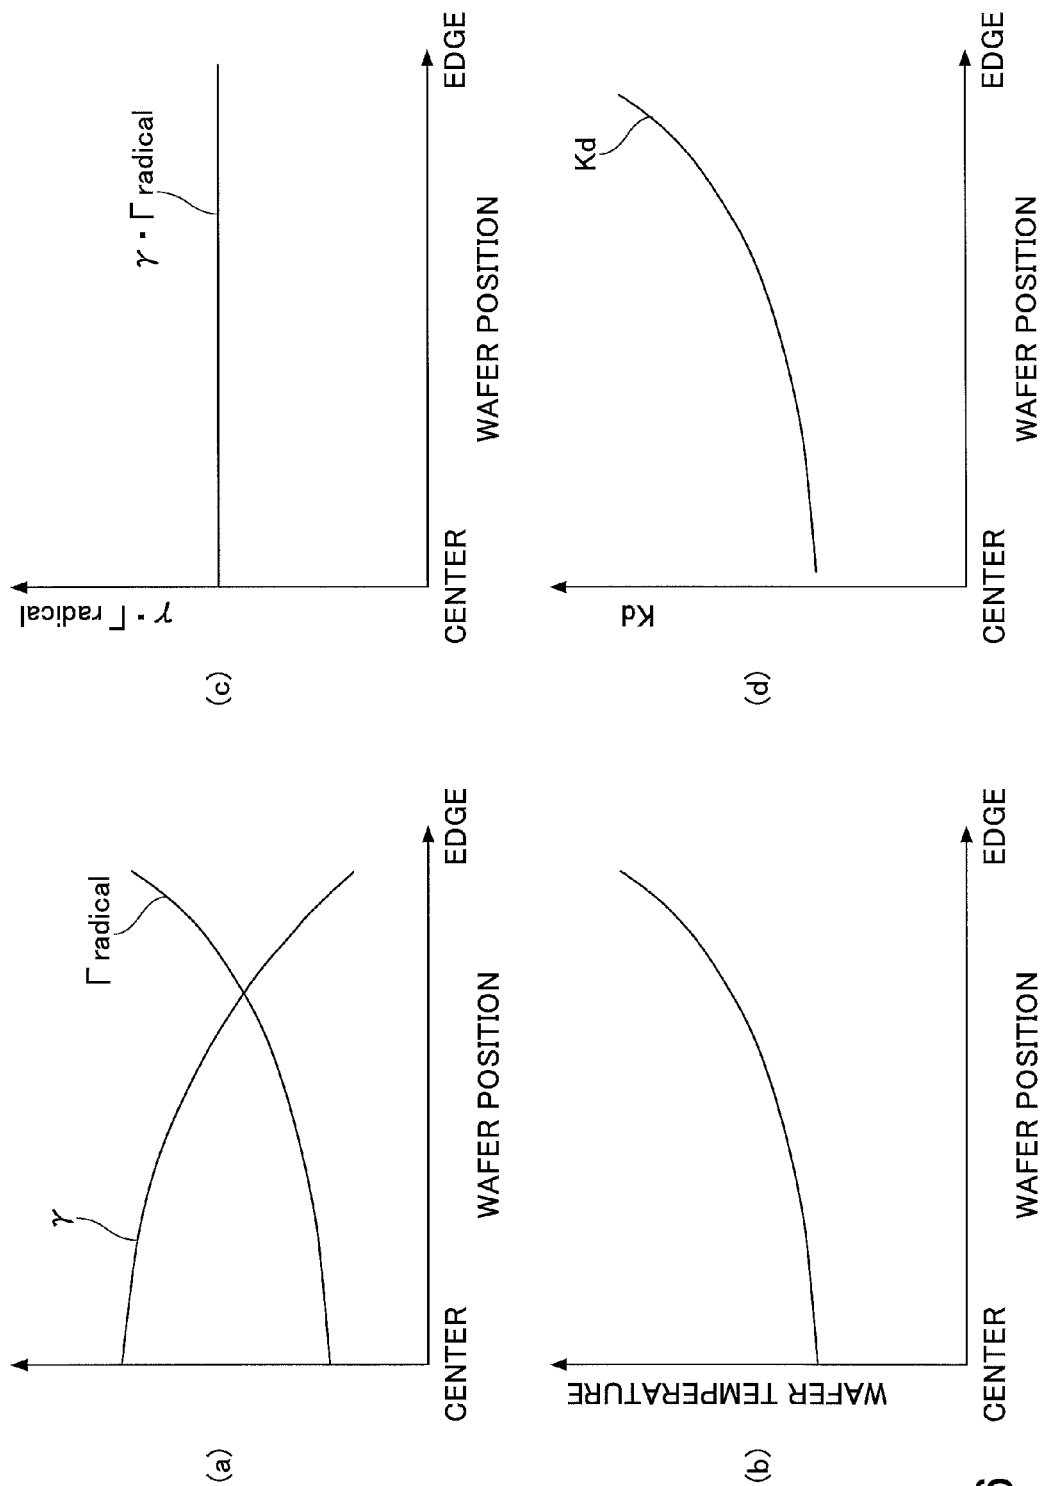 (a)
γ
Γ radical
CENTER
WAFER POSITION
EDGE
(b)
WAFER TEMPERATURE
CENTER
WAFER POSITION
EDGE
(c)
γ・Γ radical
γ・Γ radical
CENTER
WAFER POSITION
EDGE
(d)
Kd
Kd
CENTER
WAFER POSITION
EDGE